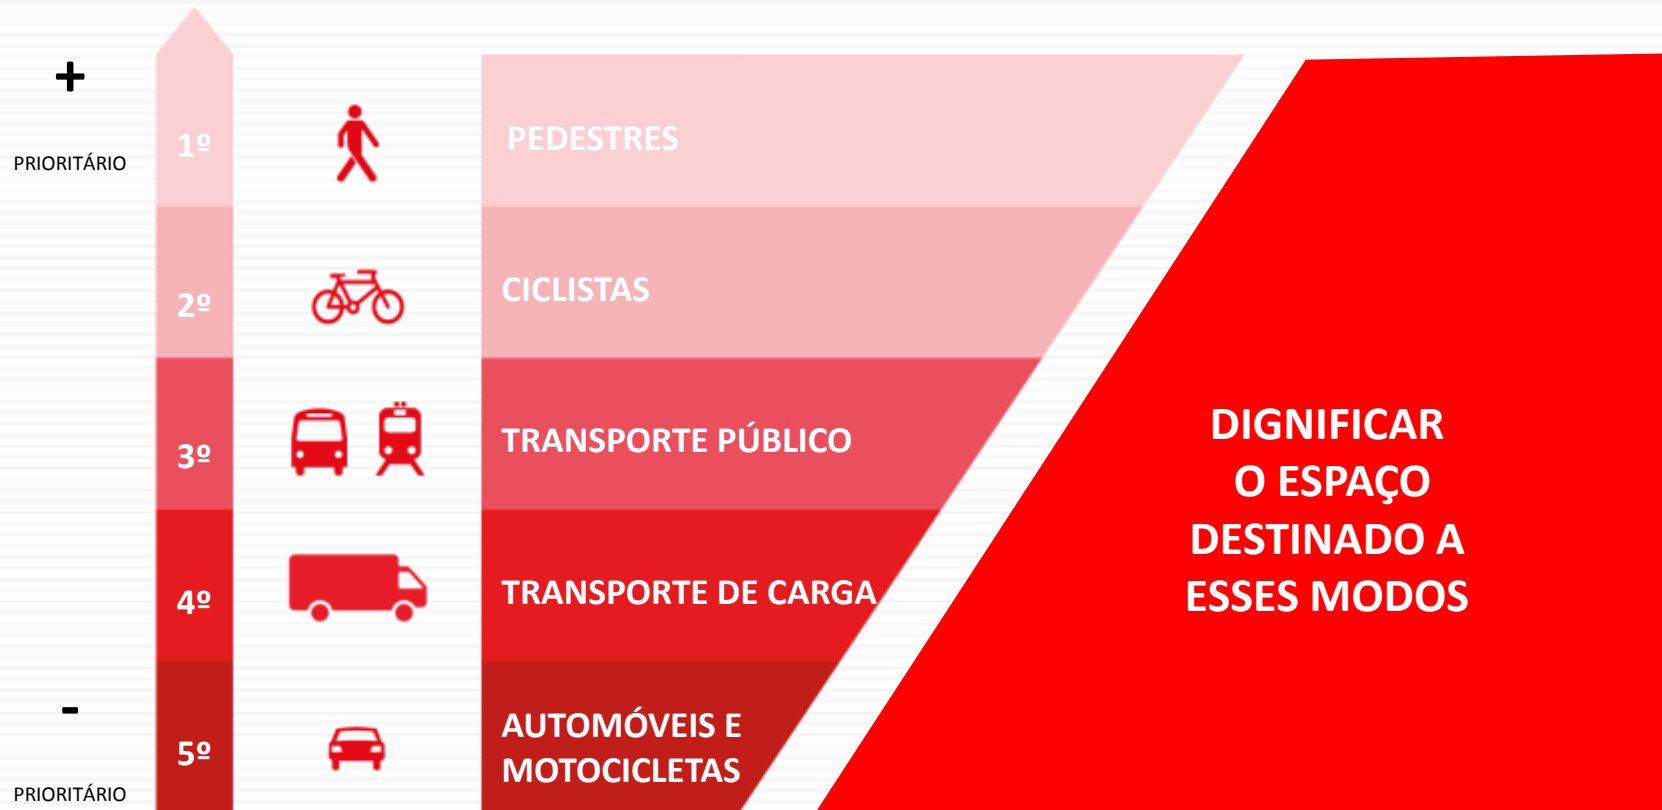 +
PRIORITÁRIO
1º
PEDESTRES
2º
CICLISTAS
3º
TRANSPORTE PÚBLICO
4º
TRANSPORTE DE CARGA
-
PRIORITÁRIO
5º
AUTOMÓVEIS E
MOTOCICLETAS
DIGNIFICAR
O ESPAÇO
DESTINADO A
ESSES MODOS